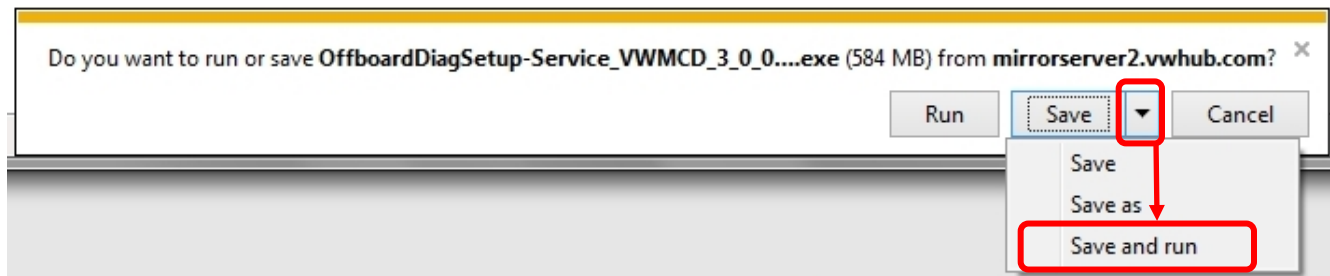 Do you want to run or save OffboardDiagSetup-Service_VWMCD_3_0_0....exe (584 MB) from mirrorserver2.vwhub.com?
Run Save Cancel
Save
Save as
Save and run